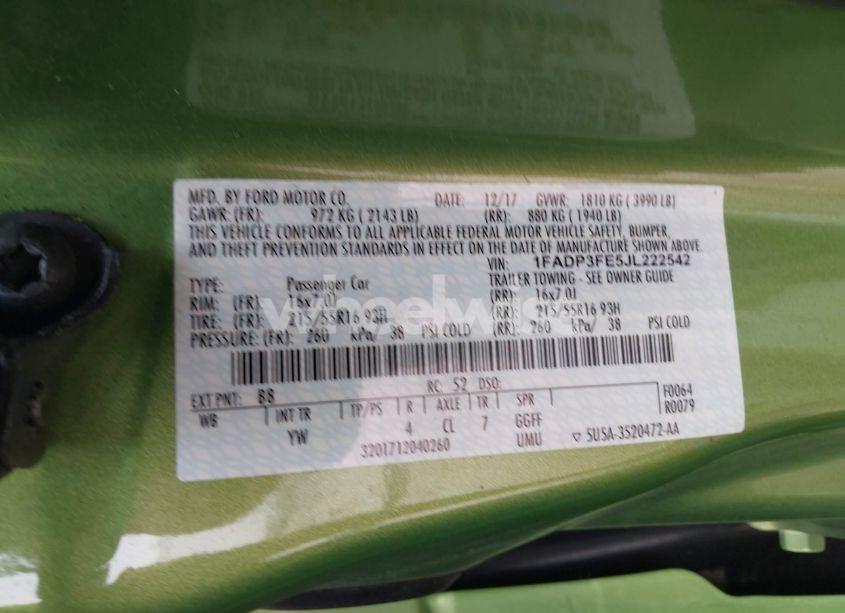 MFD. BY FORD MOTOR CO. DATE: 12/17 GVWR: 1810 KG ( 3990 LB)
GAWR: (FR): 972 KG ( 2143 LB) (RR): 880 KG ( 1940 LB)
THIS VEHICLE CONFORMS TO ALL APPLICABLE FEDERAL MOTOR VEHICLE SAFETY, BUMPER,
AND THEFT PREVENTION STANDARDS IN EFFECT ON THE DATE OF MANUFACTURE SHOWN ABOVE.
VIN: 1FADP3FE5JL222542
TYPE: Passenger Car TRAILER TOWING - SEE OWNER GUIDE
RIM: (FR): 16x7.0J (RR): 16x7.0J
TIRE: (FR): 215/55R16 93H (RR): 215/55R16 93H
PRESSURE: (FR): 260 kPa/ 38 PSI COLD (RR): 260 kPa/ 38 PSI COLD
EXT PNT: B8 RC: 52 DSO: F0064
WB INT TR TP/PS R AXLE TR SPR R0079
YW 4 CL 7 GGFF
3201712040260 UMU ▽ 5U5A-3520472-AA